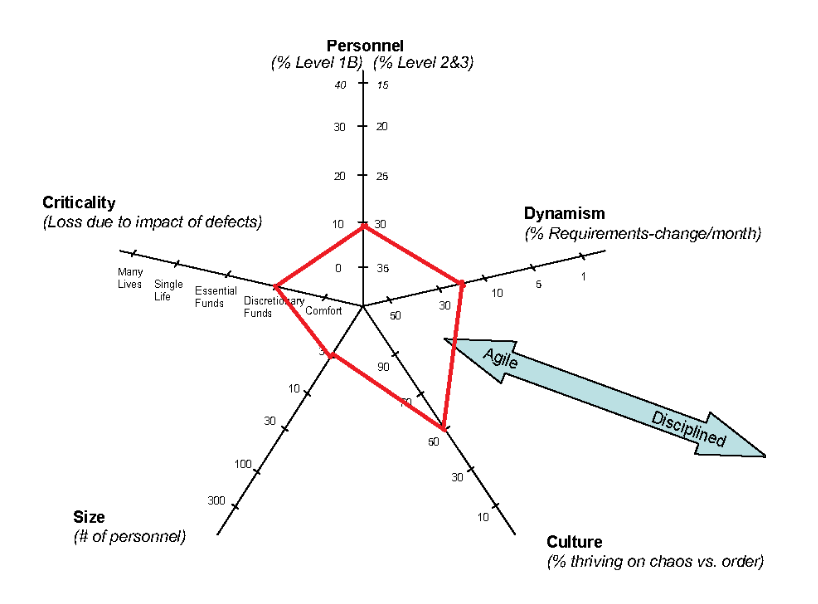 Personnel
(% Level 1B) (% Level 2&3)
40 15
30 20
20 25
10 30
0 35
Criticality
(Loss due to impact of defects)
Many
Lives
Single
Life
Essential
Funds
Discretionary
Funds
Comfort
Dynamism
(% Requirements-change/month)
50
30
10
5
1
90
70
50
30
10
Culture
(% thriving on chaos vs. order)
3
10
30
100
300
Size
(# of personnel)
Agile
Disciplined